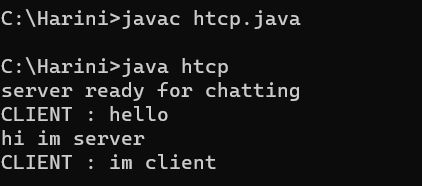 C:\Harini>javac htcp.java
C:\Harini>java htcp
server ready for chatting
CLIENT : hello
hi im server
CLIENT : im client